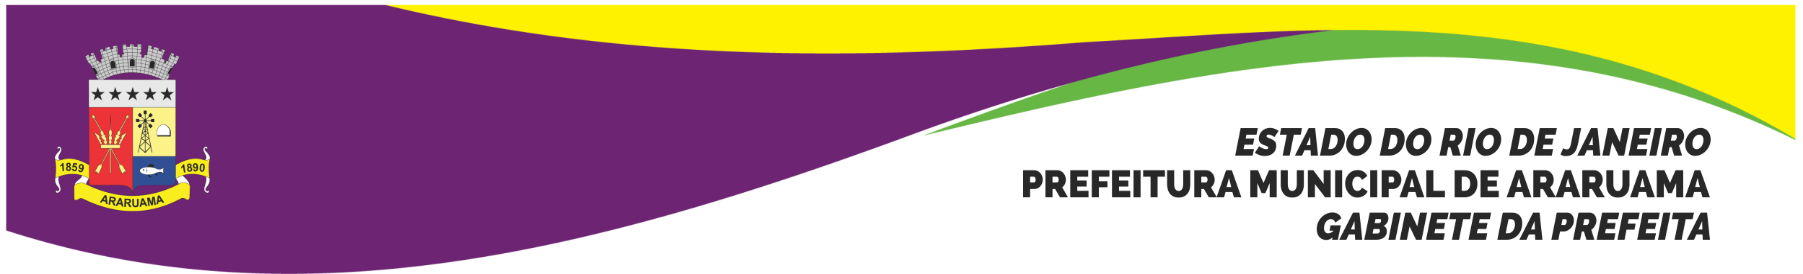 1859
1890
ARARUAMA
ESTADO DO RIO DE JANEIRO
PREFEITURA MUNICIPAL DE ARARUAMA
GABINETE DA PREFEITA